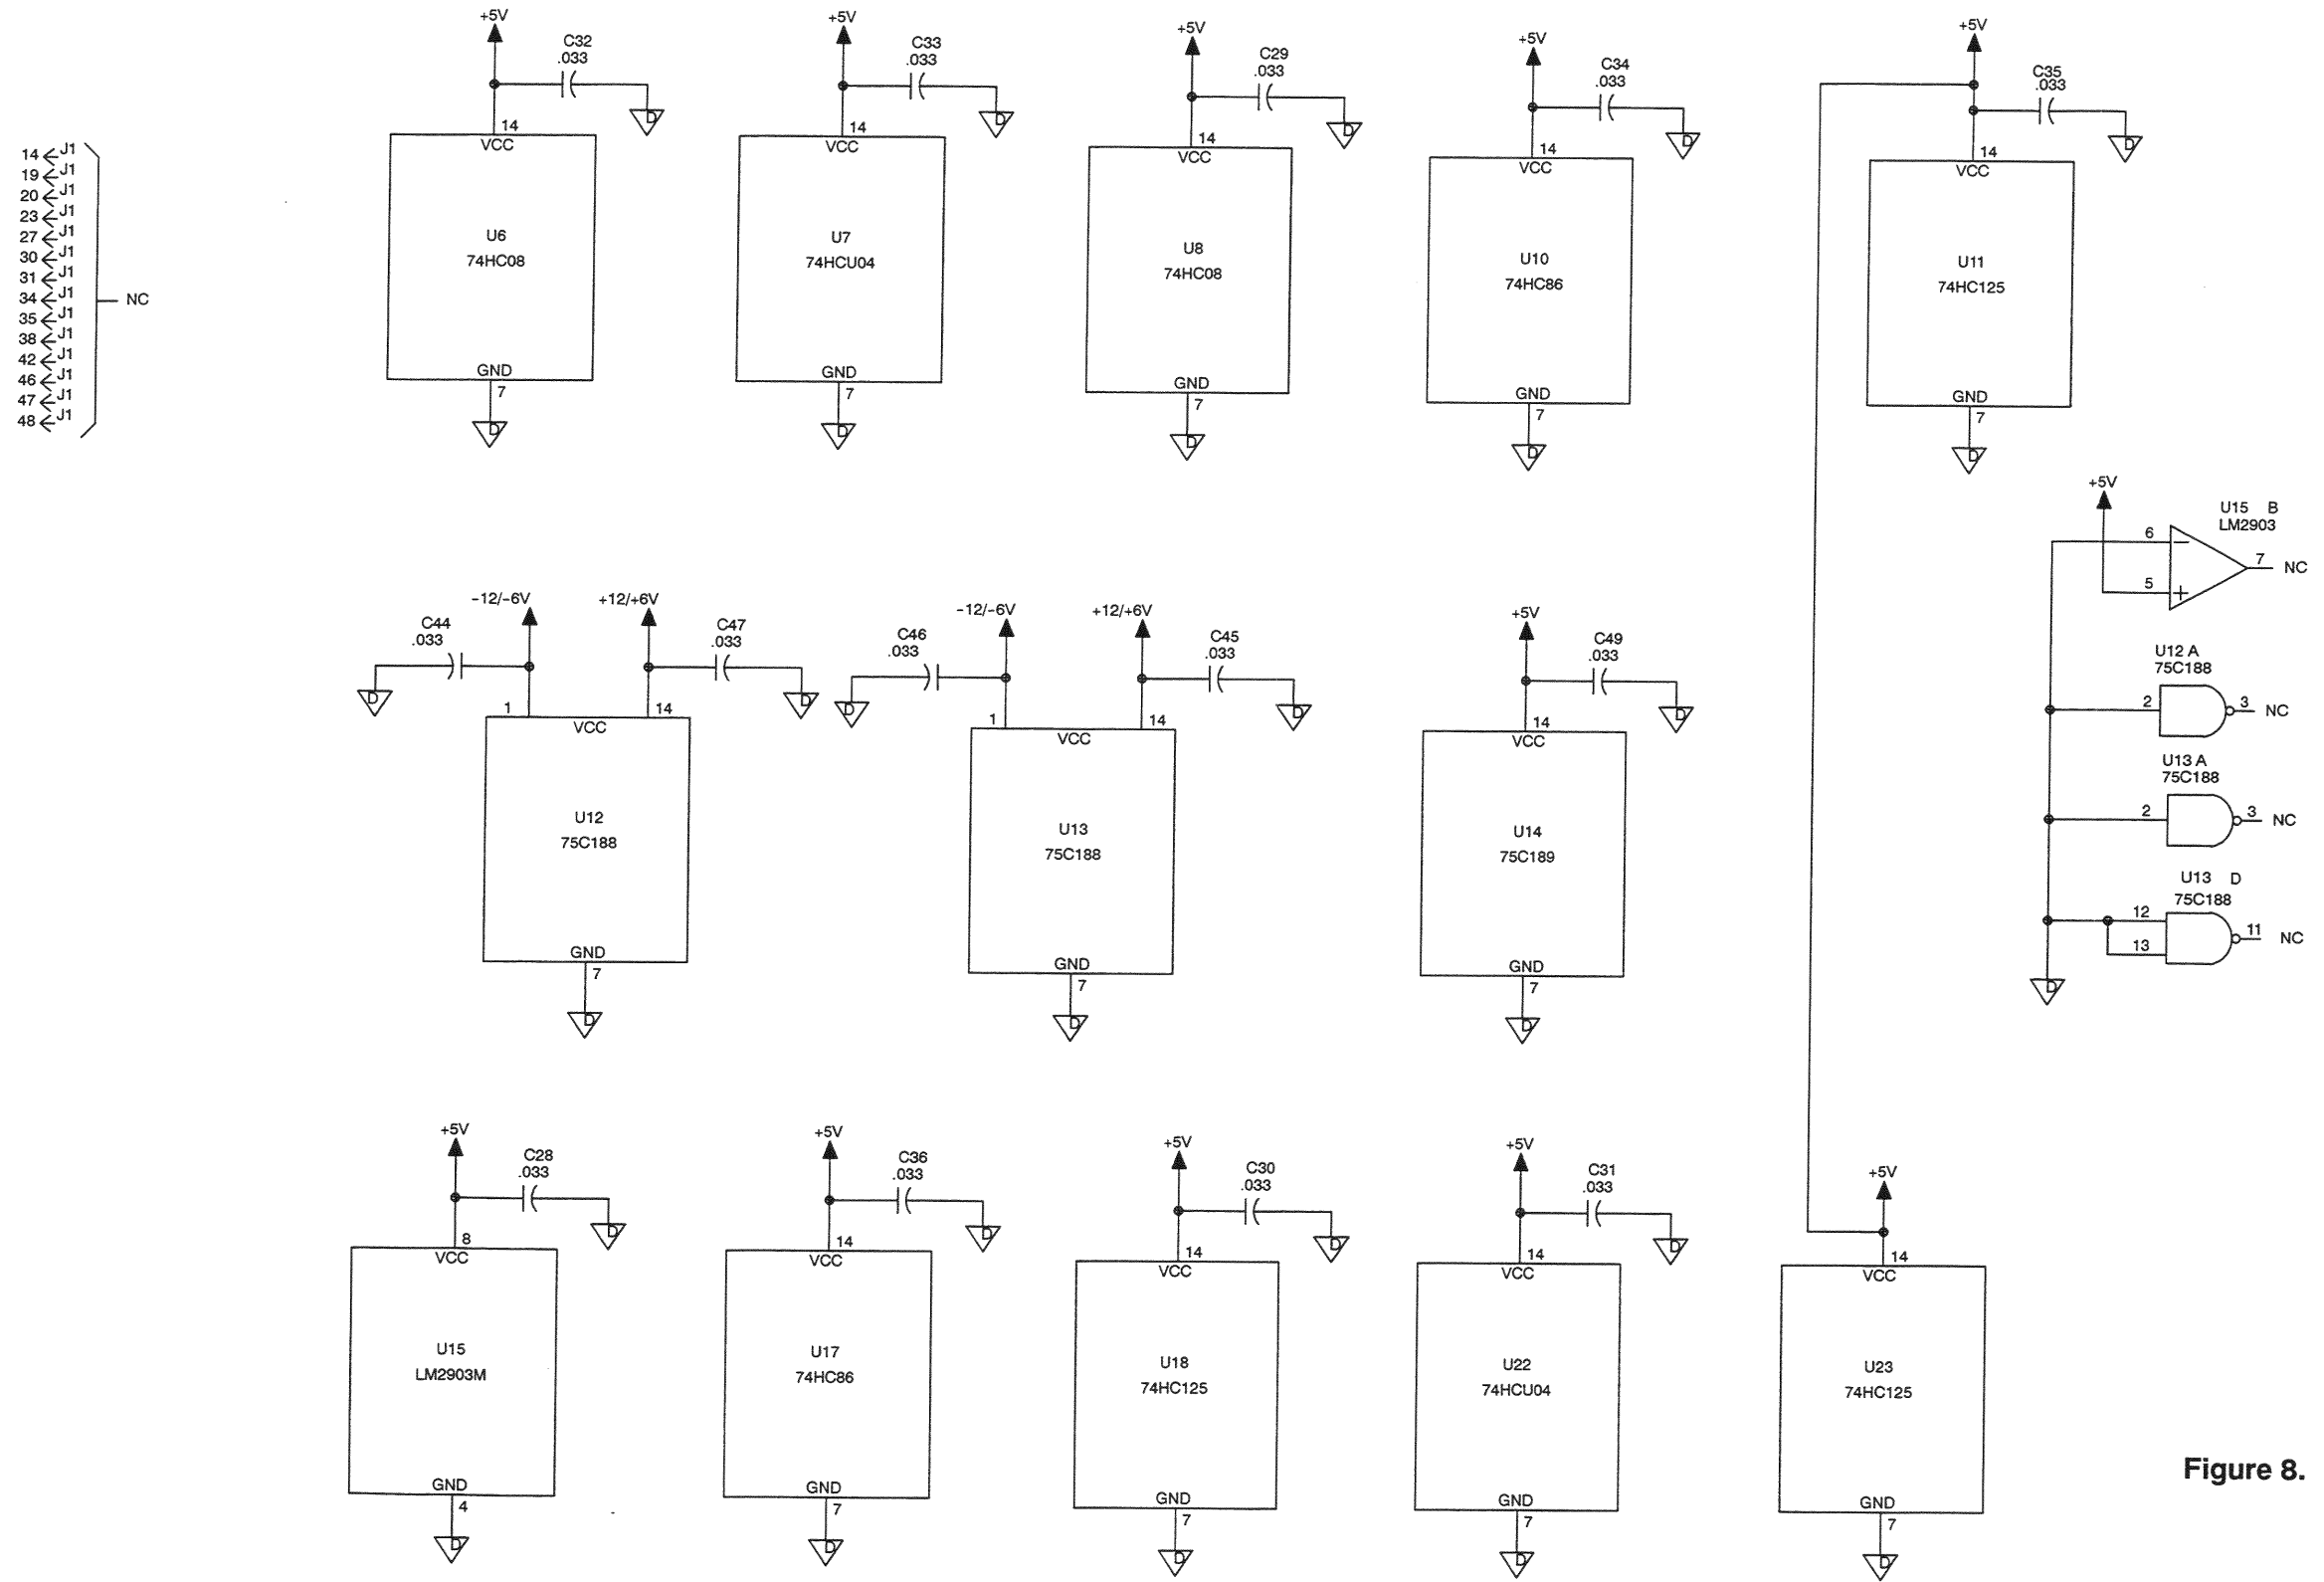 14 J1
19 J1
20 J1
23 J1
27 J1
30 J1
31 J1
34 J1
35 J1
38 J1
42 J1
46 J1
47 J1
48 J1
NC
+5V
C32
.033
D
14
VCC
U6
74HC08
GND
7
D
+5V
C33
.033
D
14
VCC
U7
74HCU04
GND
7
D
+5V
C29
.033
D
14
VCC
U8
74HC08
GND
7
D
+5V
C34
.033
D
14
VCC
U10
74HC86
GND
7
D
+5V
C35
.033
D
14
VCC
U11
74HC125
GND
7
D
-12/-6V
+12/+6V
C44
.033
C47
.033
D
D
1
14
VCC
U12
75C188
GND
7
D
-12/-6V
+12/+6V
C46
.033
C45
.033
D
D
1
14
VCC
U13
75C188
GND
7
D
+5V
C49
.033
D
14
VCC
U14
75C189
GND
7
D
+5V
U15 B
LM2903
6
5
7 NC
U12 A
75C188
2
3 NC
U13 A
75C188
2
3 NC
U13 D
75C188
12
13
11 NC
D
+5V
C28
.033
D
8
VCC
U15
LM2903M
GND
4
D
+5V
C36
.033
D
14
VCC
U17
74HC86
GND
7
D
+5V
C30
.033
D
14
VCC
U18
74HC125
GND
7
D
+5V
C31
.033
D
14
VCC
U22
74HCU04
GND
7
D
+5V
14
VCC
U23
74HC125
GND
7
D
Figure 8.